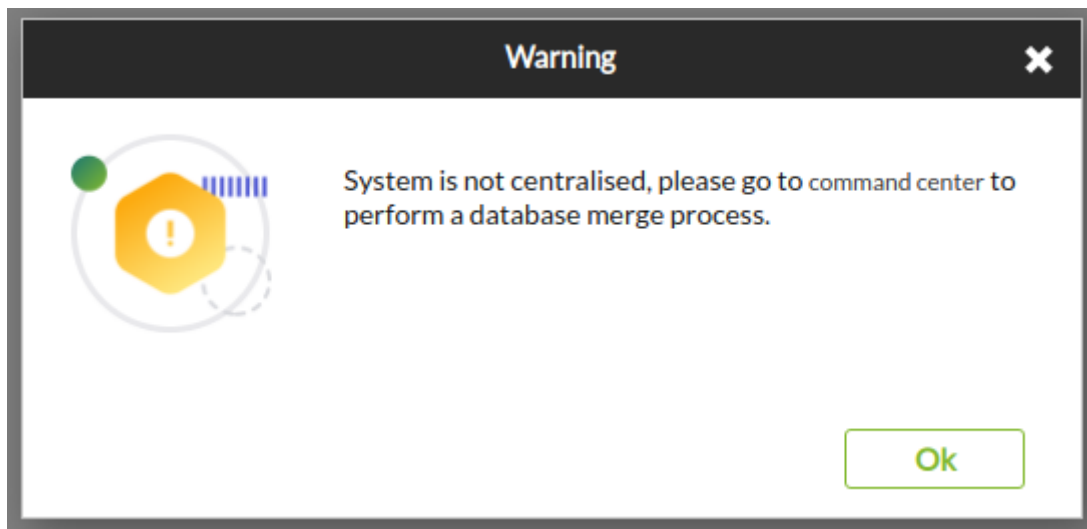 Warning
System is not centralised, please go to command center to
perform a database merge process.
Ok